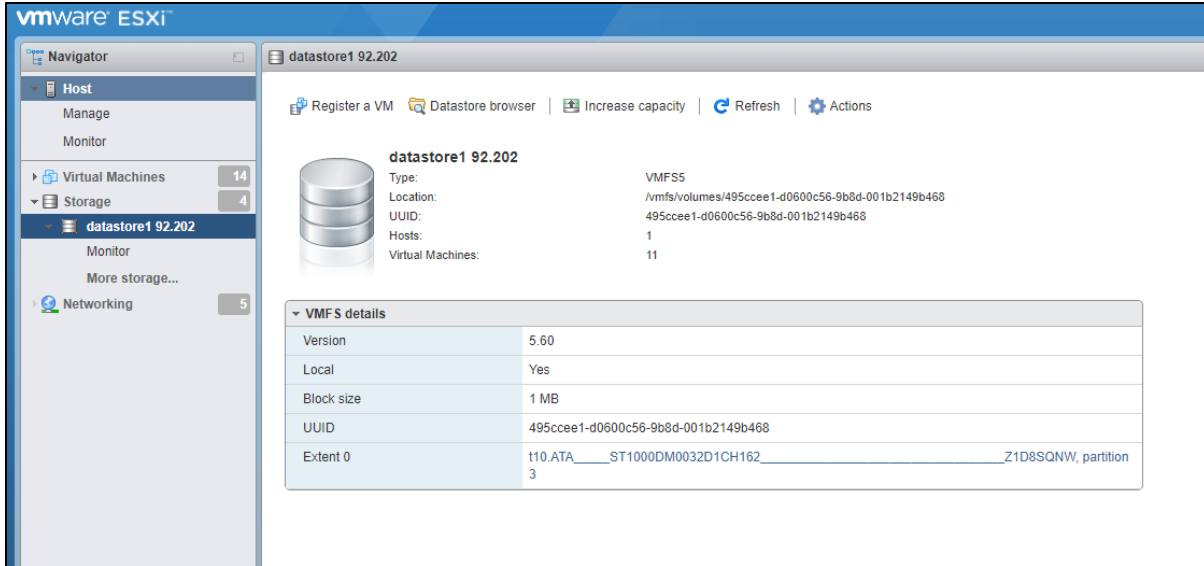 vmware ESXi™
Navigator
Host
Manage
Monitor
Virtual Machines 14
Storage 4
datastore1 92.202
Monitor
More storage...
Networking 5
datastore1 92.202
Register a VM Datastore browser | Increase capacity | Refresh | Actions
datastore1 92.202
Type: VMFS5
Location: /vmfs/volumes/495ccee1-d0600c56-9b8d-001b2149b468
UUID: 495ccee1-d0600c56-9b8d-001b2149b468
Hosts: 1
Virtual Machines: 11
VMFS details
Version 5.60
Local Yes
Block size 1 MB
UUID 495ccee1-d0600c56-9b8d-001b2149b468
Extent 0 t10.ATA_____ST1000DM0032D1CH162__________________________________Z1D8SQNW, partition
3